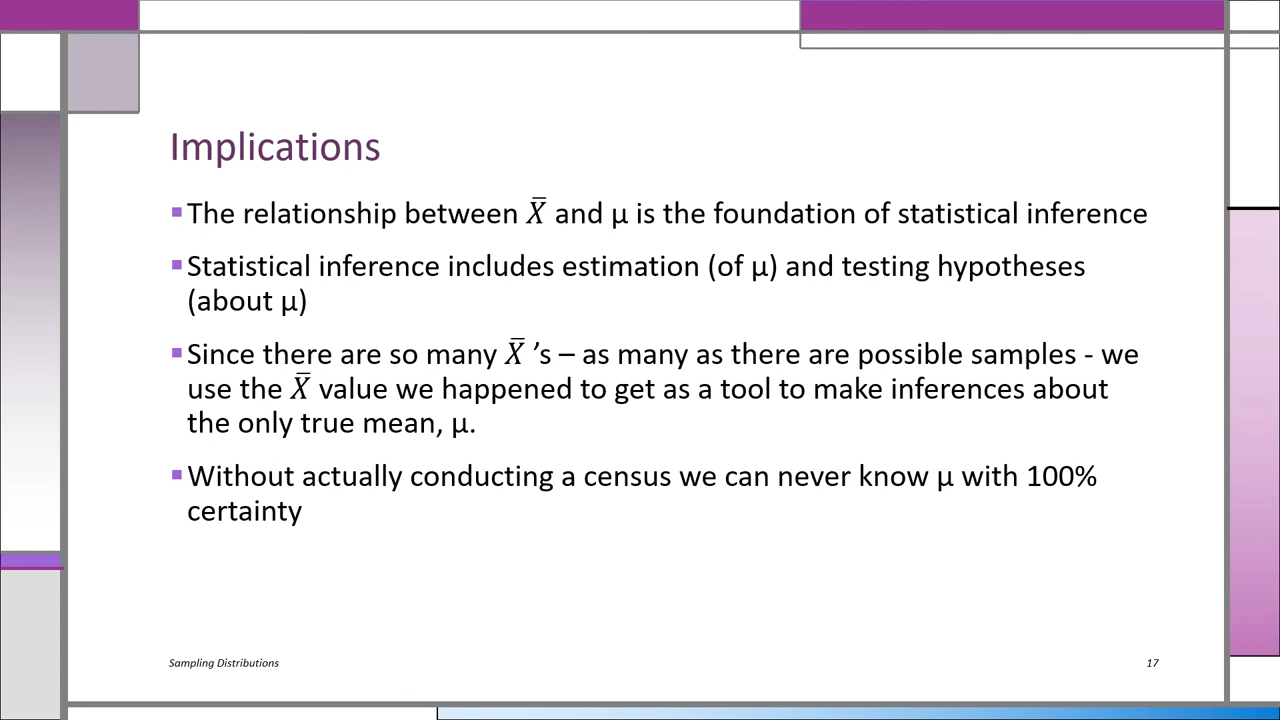 Implications
▪The relationship between X̄ and μ is the foundation of statistical inference
▪Statistical inference includes estimation (of μ) and testing hypotheses
(about μ)
▪Since there are so many X̄ ’s – as many as there are possible samples - we
use the X̄ value we happened to get as a tool to make inferences about
the only true mean, μ.
▪Without actually conducting a census we can never know μ with 100%
certainty
Sampling Distributions
17